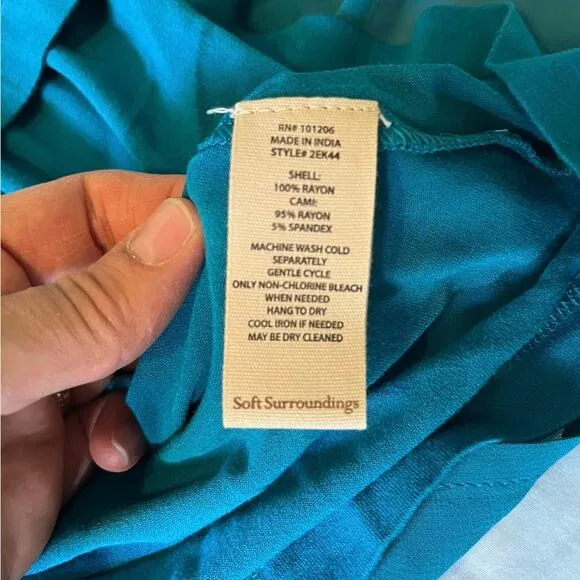 RN# 101206
MADE IN INDIA
STYLE# 2EK44
SHELL:
100% RAYON
CAMI:
95% RAYON
5% SPANDEX
MACHINE WASH COLD
SEPARATELY
GENTLE CYCLE
ONLY NON-CHLORINE BLEACH
WHEN NEEDED
HANG TO DRY
COOL IRON IF NEEDED
MAY BE DRY CLEANED
Soft Surroundings